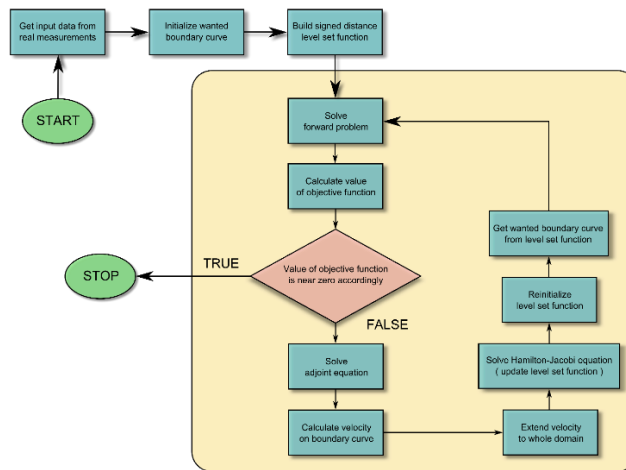 Get input data from
real measurements
Initialize wanted
boundary curve
Build signed distance
level set function
START
Solve
forward problem
Calculate value
of objective function
Get wanted boundary curve
from level set function
TRUE
STOP
Value of objective function
is near zero accordingly
Reinitialize
level set function
FALSE
Solve
adjoint equation
Solve Hamilton-Jacobi equation
( update level set function )
Calculate velocity
on boundary curve
Extend velocity
to whole domain